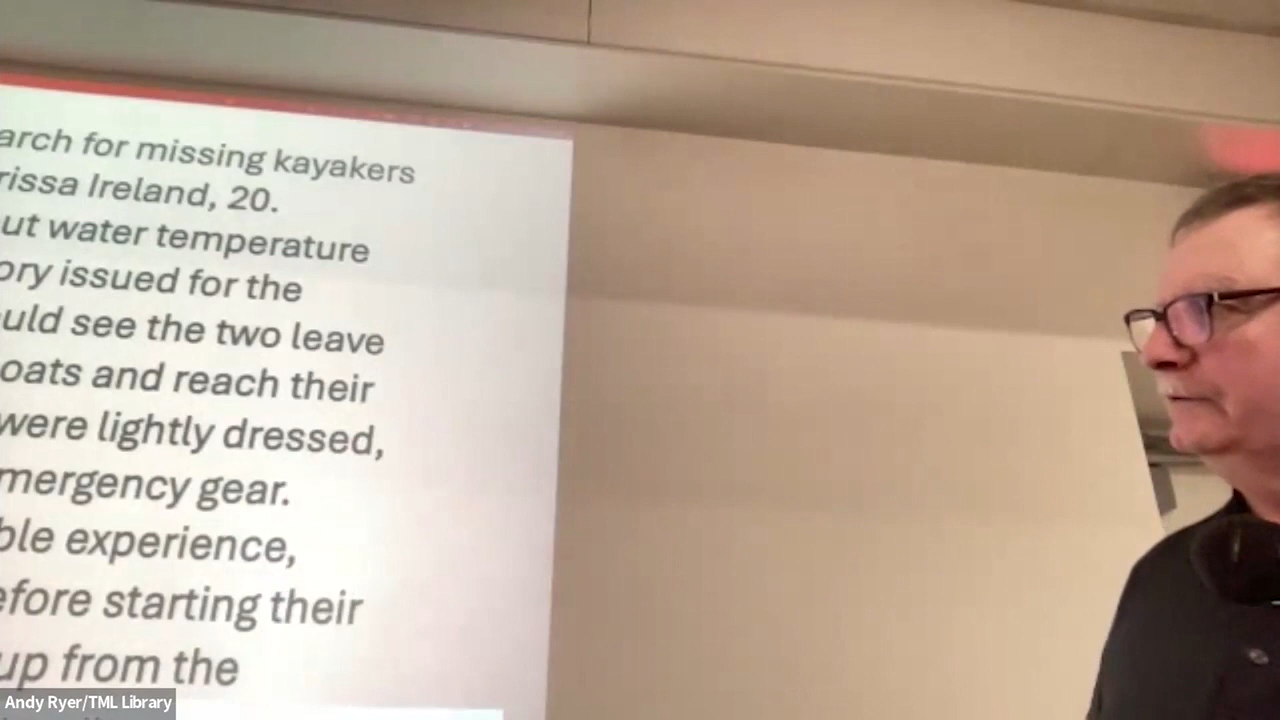 arch for missing kayakers
rissa Ireland, 20.
ut water temperature
ory issued for the
uld see the two leave
oats and reach their
were lightly dressed,
mergency gear.
ble experience,
efore starting their
up from the
Andy Ryer/TML Library